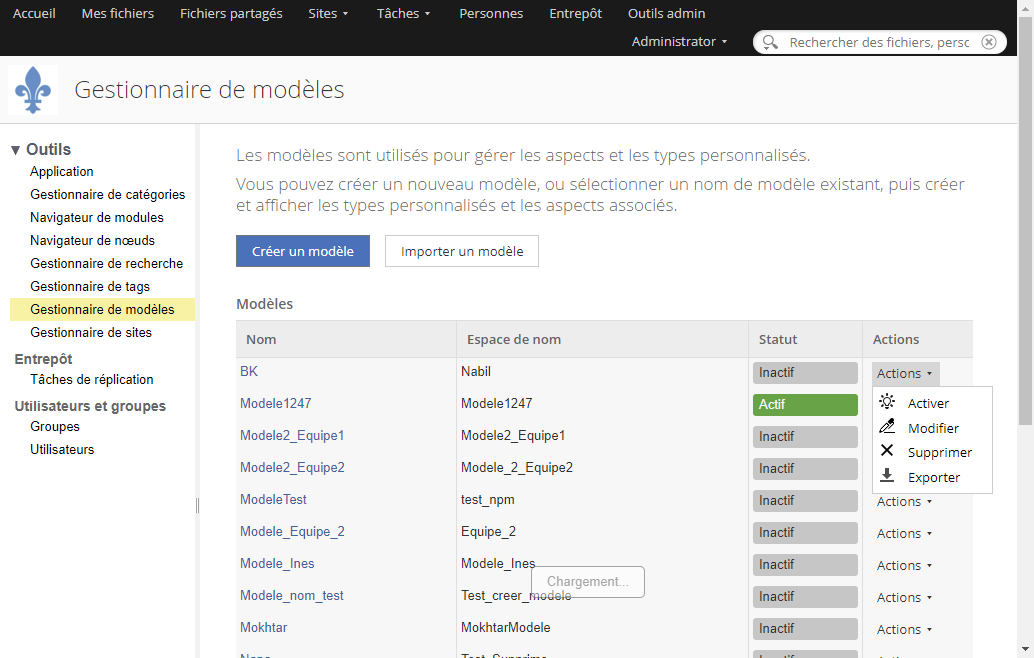 Accueil Mes fichiers Fichiers partagés Sites Tâches Personnes Entrepôt Outils admin
Administrator Rechercher des fichiers, persc
Gestionnaire de modèles
Outils
Application
Gestionnaire de catégories
Navigateur de modules
Navigateur de nœuds
Gestionnaire de recherche
Gestionnaire de tags
Gestionnaire de modèles
Gestionnaire de sites
Entrepôt
Tâches de réplication
Utilisateurs et groupes
Groupes
Utilisateurs
Les modèles sont utilisés pour gérer les aspects et les types personnalisés.
Vous pouvez créer un nouveau modèle, ou sélectionner un nom de modèle existant, puis créer
et afficher les types personnalisés et les aspects associés.
Créer un modèle Importer un modèle
Modèles
Nom Espace de nom Statut Actions
BK Nabil Inactif Actions
Modele1247 Modele1247 Actif
Modele2_Equipe1 Modele2_Equipe1 Inactif
Modele2_Equipe2 Modele_2_Equipe2 Inactif
Activer
Modifier
Supprimer
Exporter
ModeleTest test_npm Inactif Actions
Modele_Equipe_2 Equipe_2 Inactif Actions
Modele_Ines Modele_Ines Inactif Actions
Chargement...
Modele_nom_test Test_creer_modele Inactif Actions
Mokhtar MokhtarModele Inactif Actions